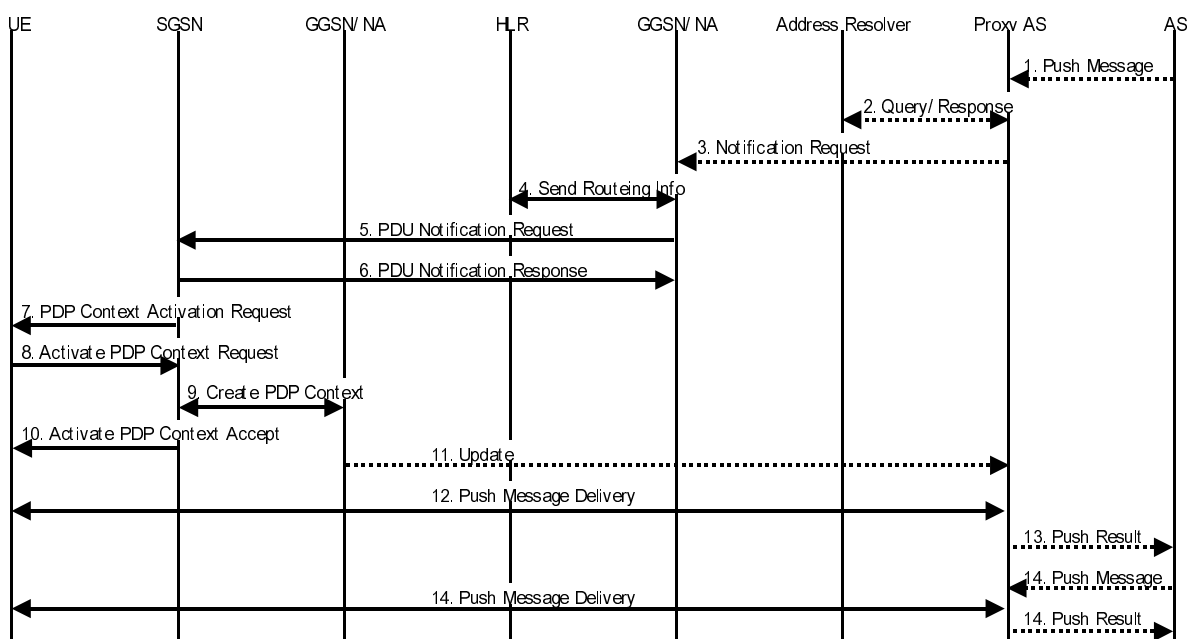 UE SGSN GGSN/NA HLR GGSN/NA Address Resolver Proxy AS AS
1. Push Message
2. Query/Response
3. Notification Request
4. Send Routeing Info
5. PDU Notification Request
6. PDU Notification Response
7. PDP Context Activation Request
8. Activate PDP Context Request
9. Create PDP Context
10. Activate PDP Context Accept
11. Update
12. Push Message Delivery
13. Push Result
14. Push Message
14. Push Message Delivery
14. Push Result